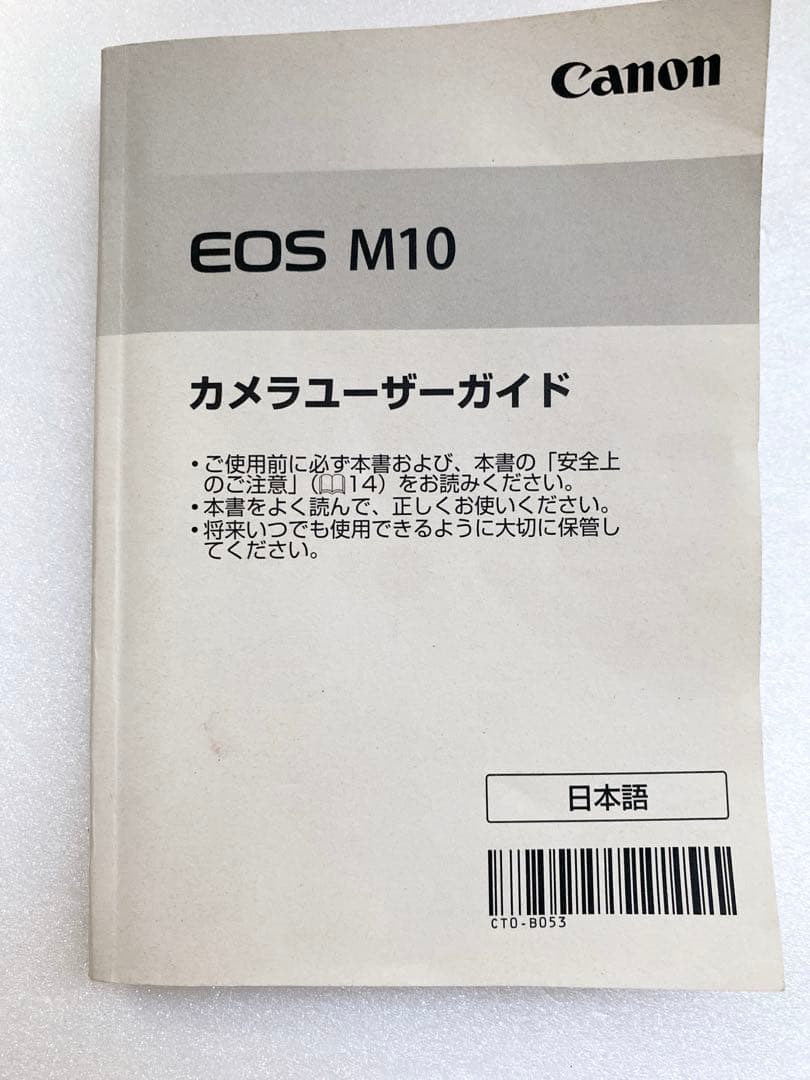 Canon
EOS M10
カメラユーザーガイド
・ご使用前に必ず本書および、本書の「安全上
のご注意」(📖14)をお読みください。
・本書をよく読んで、正しくお使いください。
・将来いつでも使用できるように大切に保管し
てください。
日本語
CT0-B053